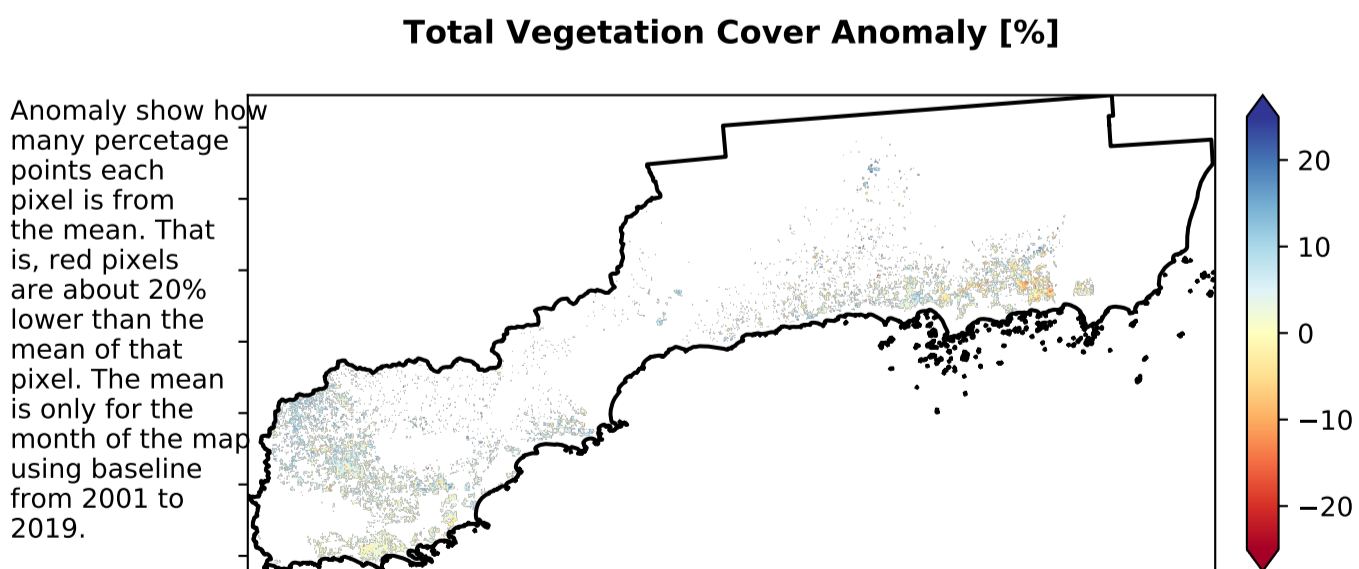 Total Vegetation Cover Anomaly [%]
Anomaly show how
many percetage
points each
pixel is from
the mean. That
is, red pixels
are about 20%
lower than the
mean of that
pixel. The mean
is only for the
month of the map
using baseline
from 2001 to
2019.
20
10
0
−10
−20